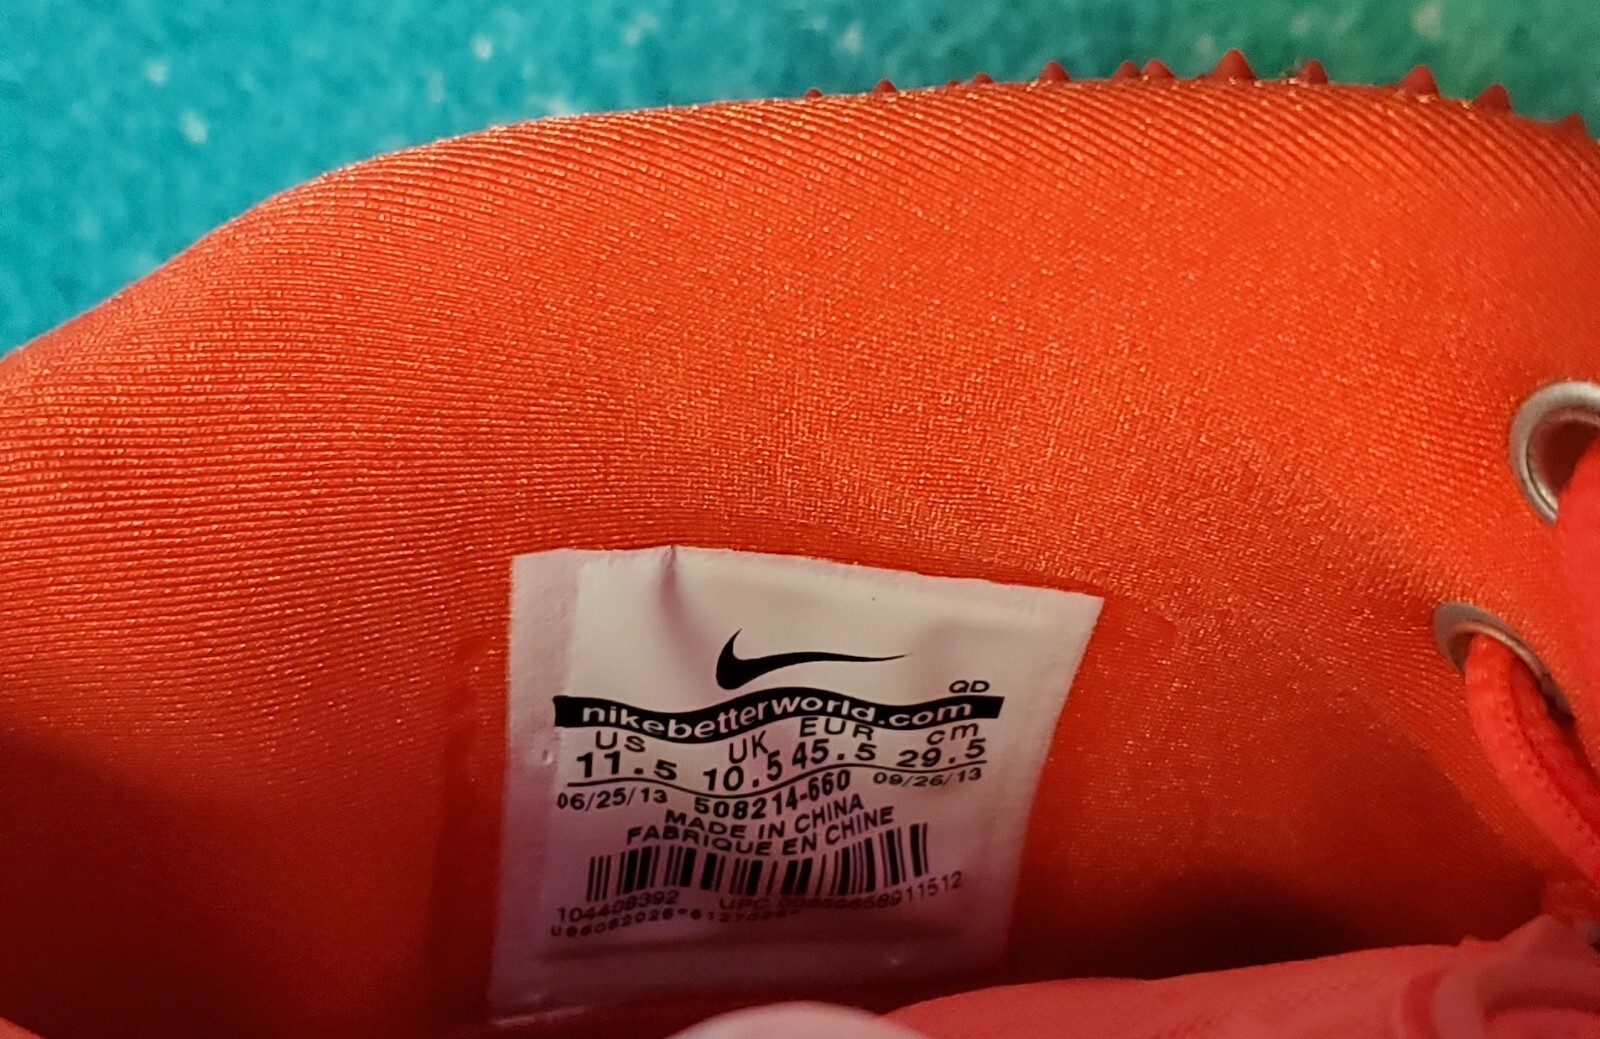 QD
nikebetterworld.com
US UK EUR cm
11.5 10.5 45.5 29.5
06/25/13 508214-660 09/26/13
MADE IN CHINA
FABRIQUE EN CHINE
104408392 UPC